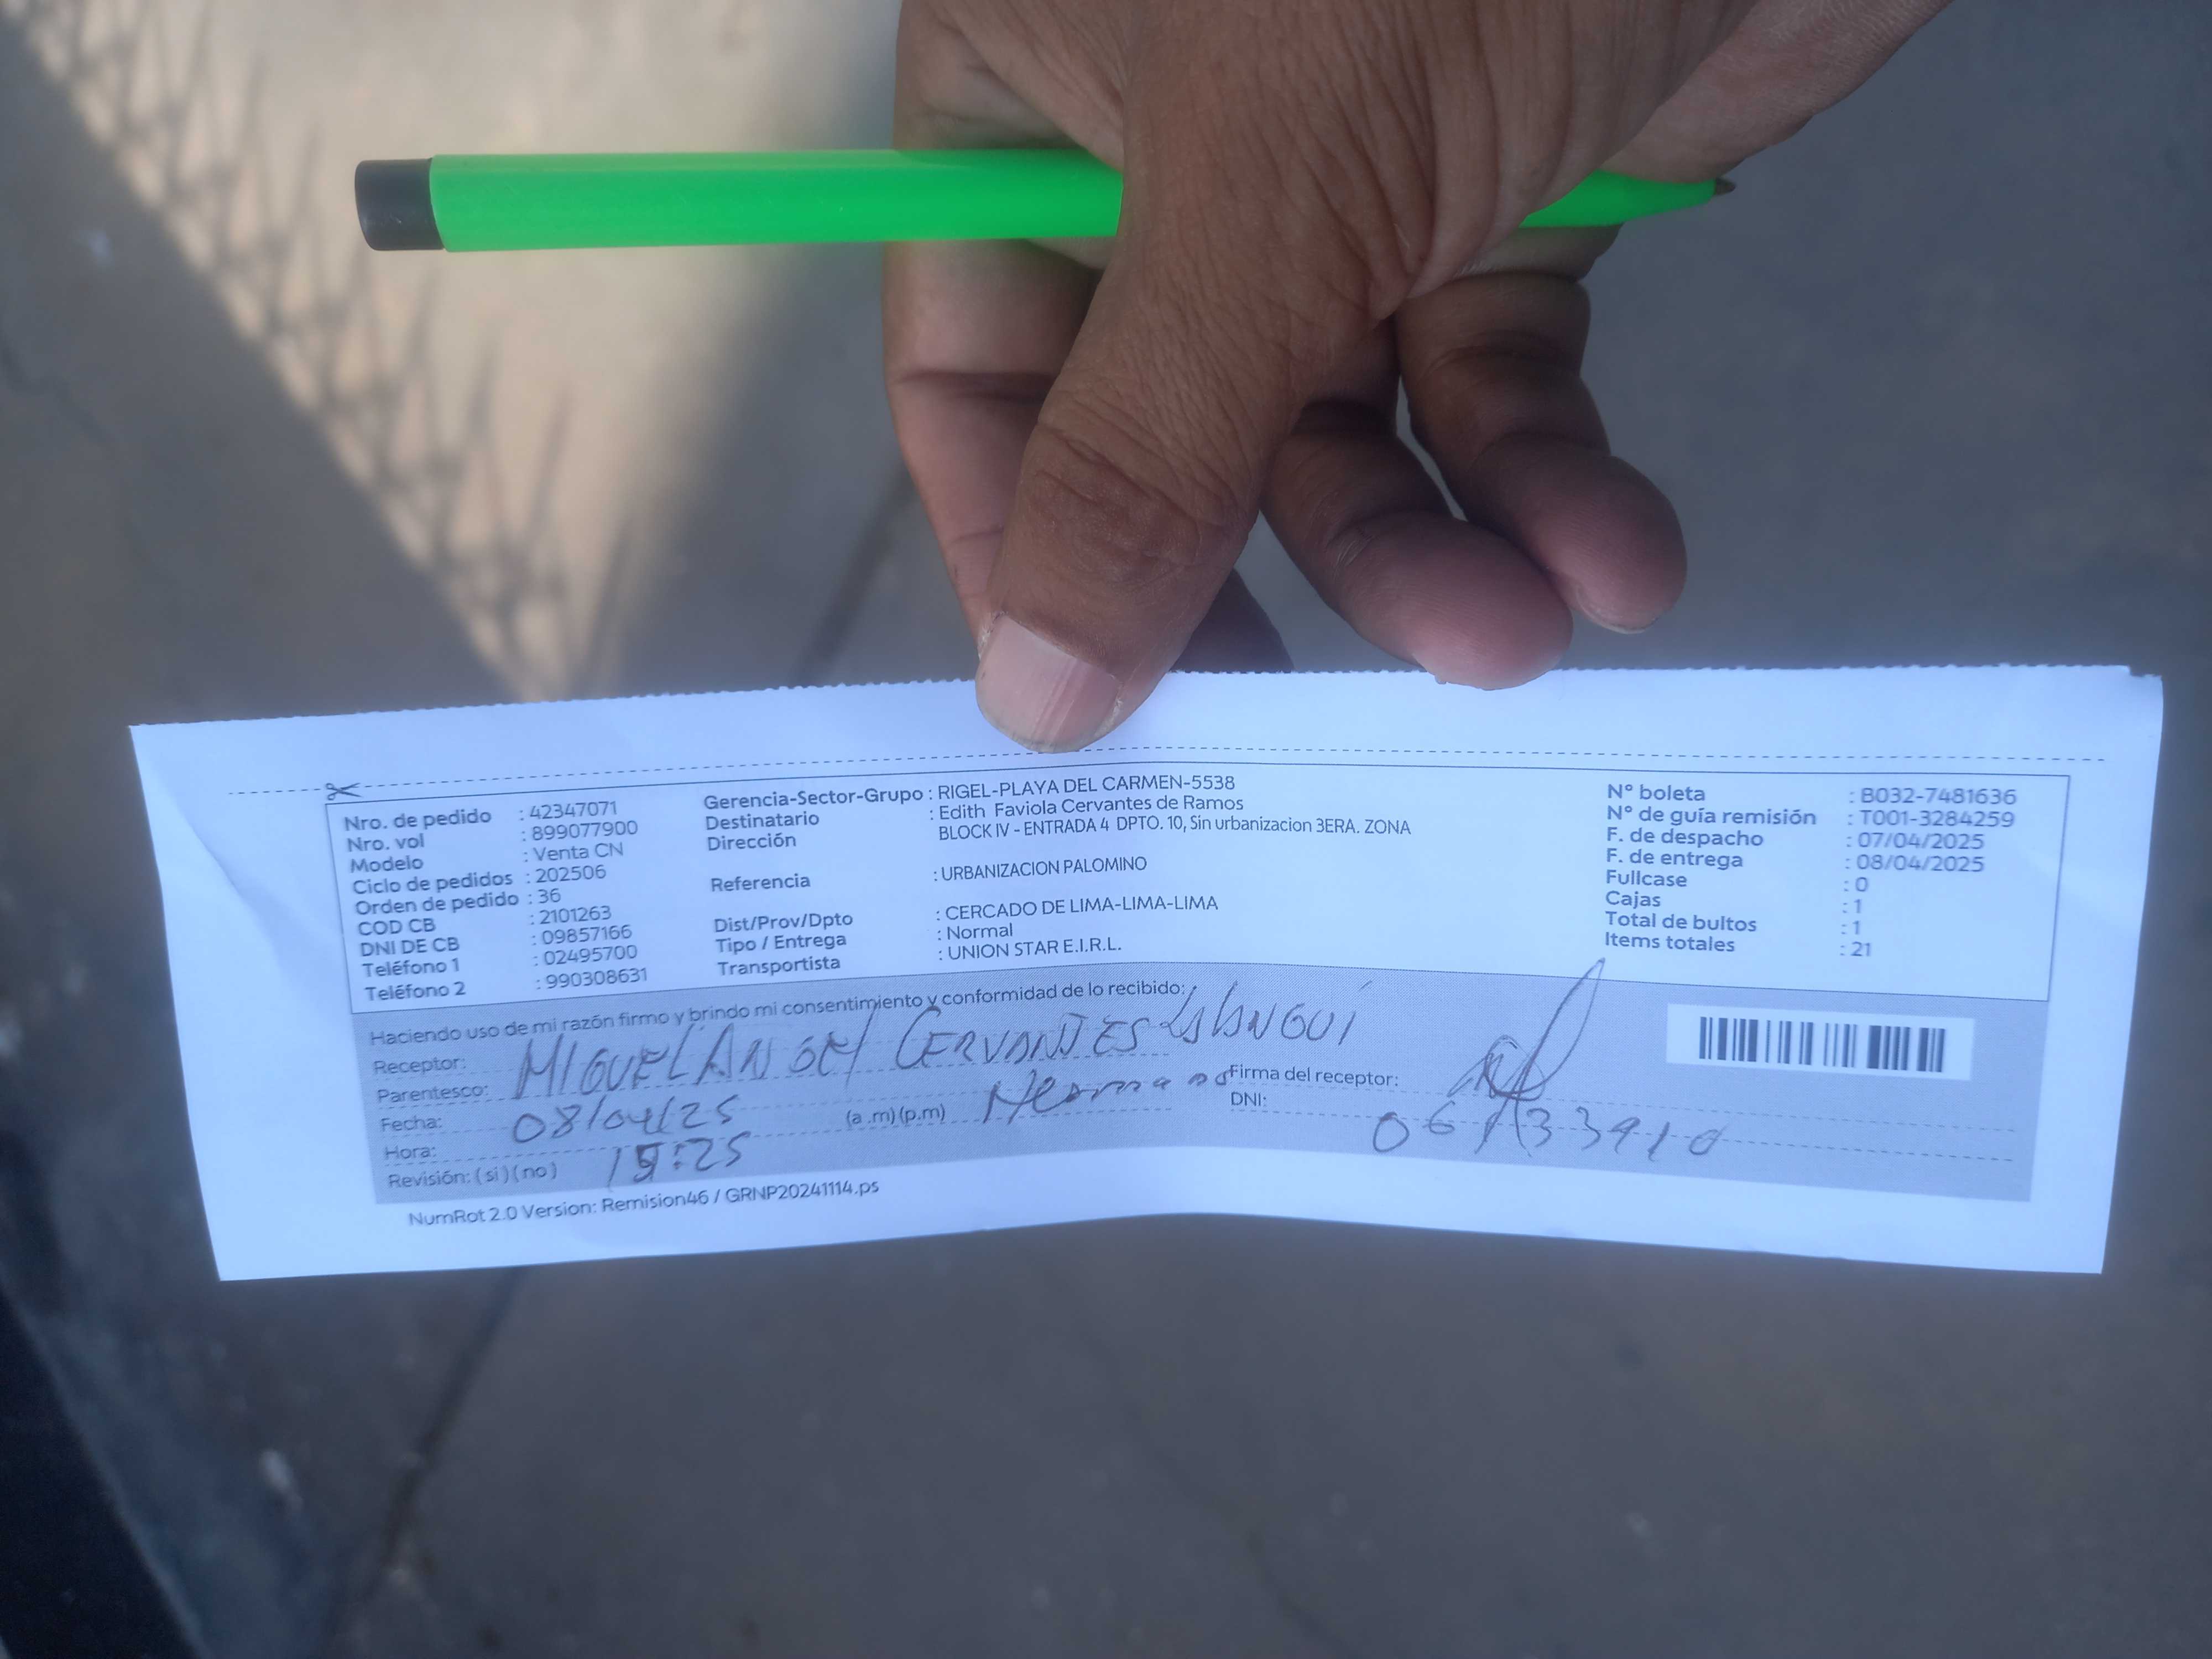 Nro. de pedido : 42347071
Nro. vol : 899077900
Modelo : Venta CN
Ciclo de pedidos : 202506
Orden de pedido : 36
COD CB : 2101263
DNI DE CB : 09857166
Teléfono 1 : 02495700
Teléfono 2 : 990308631
Gerencia-Sector-Grupo : RIGEL-PLAYA DEL CARMEN-5538
Destinatario : Edith Faviola Cervantes de Ramos
Dirección BLOCK IV - ENTRADA 4 DPTO. 10, Sin urbanizacion 3ERA. ZONA
Referencia : URBANIZACION PALOMINO
Dist/Prov/Dpto : CERCADO DE LIMA-LIMA-LIMA
Tipo / Entrega : Normal
Transportista : UNION STAR E.I.R.L.
N° boleta : B032-7481636
N° de guía remisión : T001-3284259
F. de despacho : 07/04/2025
F. de entrega : 08/04/2025
Fullcase : 0
Cajas : 1
Total de bultos : 1
Items totales : 21
Haciendo uso de mi razón firmo y brindo mi consentimiento y conformidad de lo recibido:
Receptor: MIGUEL ANGEL CERVANTES
Parentesco: Hermano
Fecha: 08/04/25 (a.m)(p.m)
Hora:
Revisión: (si) (no)
Firma del receptor:
DNI:
NumRot 2.0 Version: Remision46 / GRNP20241114.ps